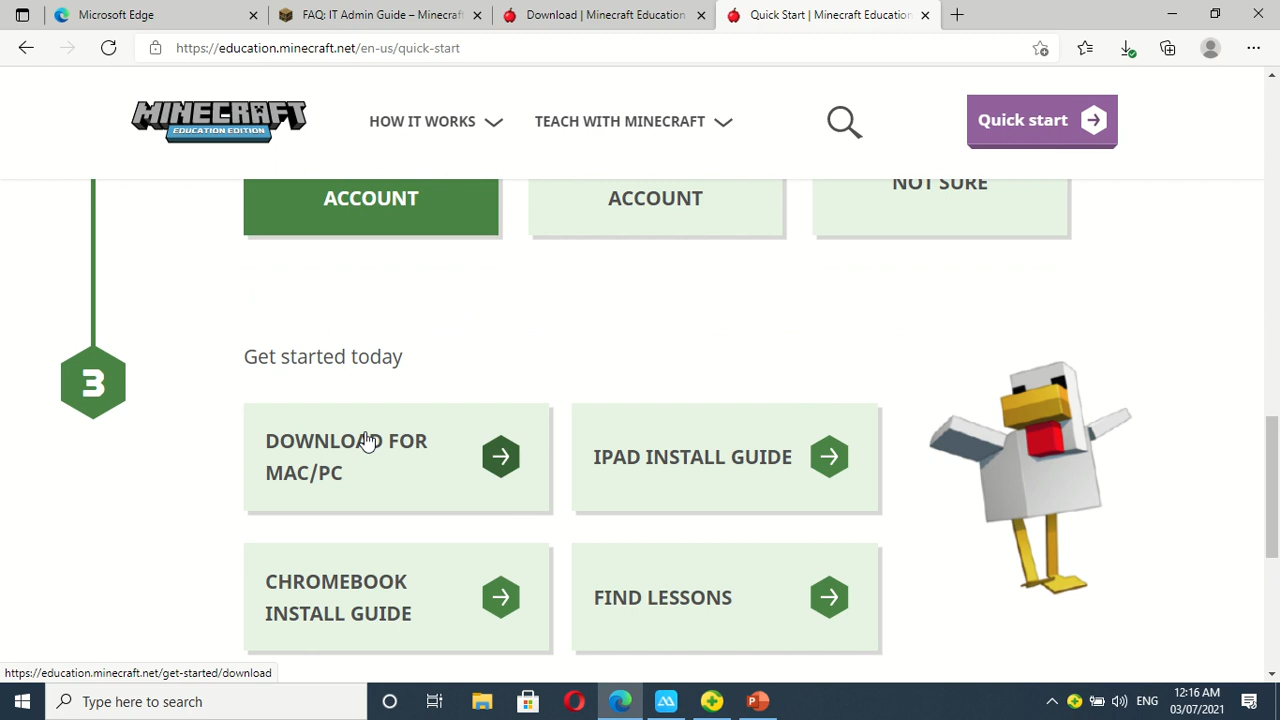 Microsoft Edge
FAQ: IT Admin Guide – Minecraf
Download | Minecraft Education
Quick Start | Minecraft Education
https://education.minecraft.net/en-us/quick-start
MINECRAFT
EDUCATION EDITION
HOW IT WORKS
TEACH WITH MINECRAFT
Quick start
ACCOUNT
ACCOUNT
NOT SURE
3
Get started today
DOWNLOAD FOR
MAC/PC
IPAD INSTALL GUIDE
CHROMEBOOK
INSTALL GUIDE
FIND LESSONS
https://education.minecraft.net/get-started/download
Type here to search
ENG
12:16 AM
03/07/2021